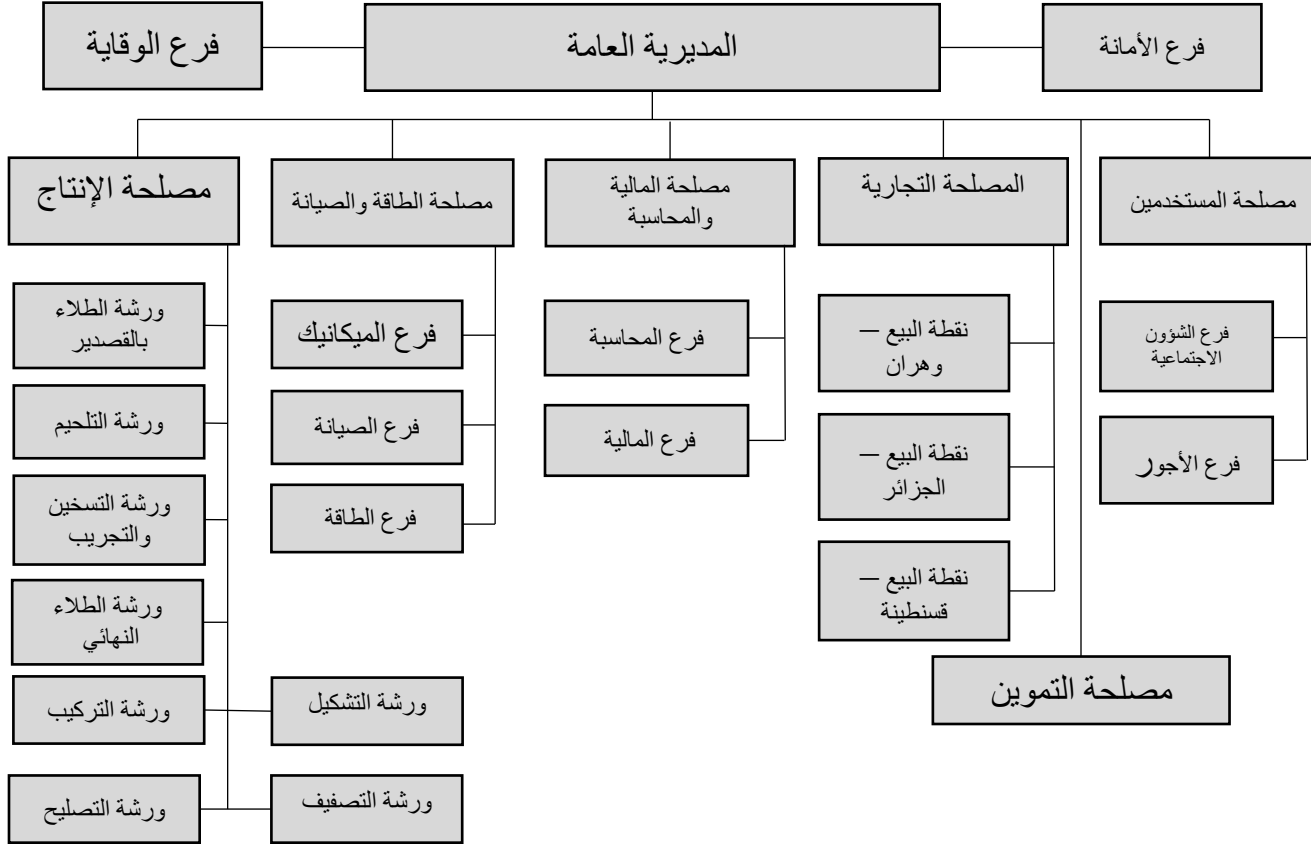 فرع الأمانة
المديرية العامة
فرع الوقاية
مصلحة المستخدمين
المصلحة التجارية
مصلحة المالية
والمحاسبة
مصلحة الطاقة والصيانة
مصلحة الإنتاج
فرع الشؤون
الاجتماعية
فرع الأجور
نقطة البيع —
وهران
نقطة البيع —
الجزائر
نقطة البيع —
قسنطينة
مصلحة التموين
فرع المحاسبة
فرع المالية
فرع الميكانيك
فرع الصيانة
فرع الطاقة
ورشة الطلاء
بالقصدير
ورشة التلحيم
ورشة التسخين
والتجريب
ورشة الطلاء
النهائي
ورشة التشكيل
ورشة التركيب
ورشة التصفيف
ورشة التصليح